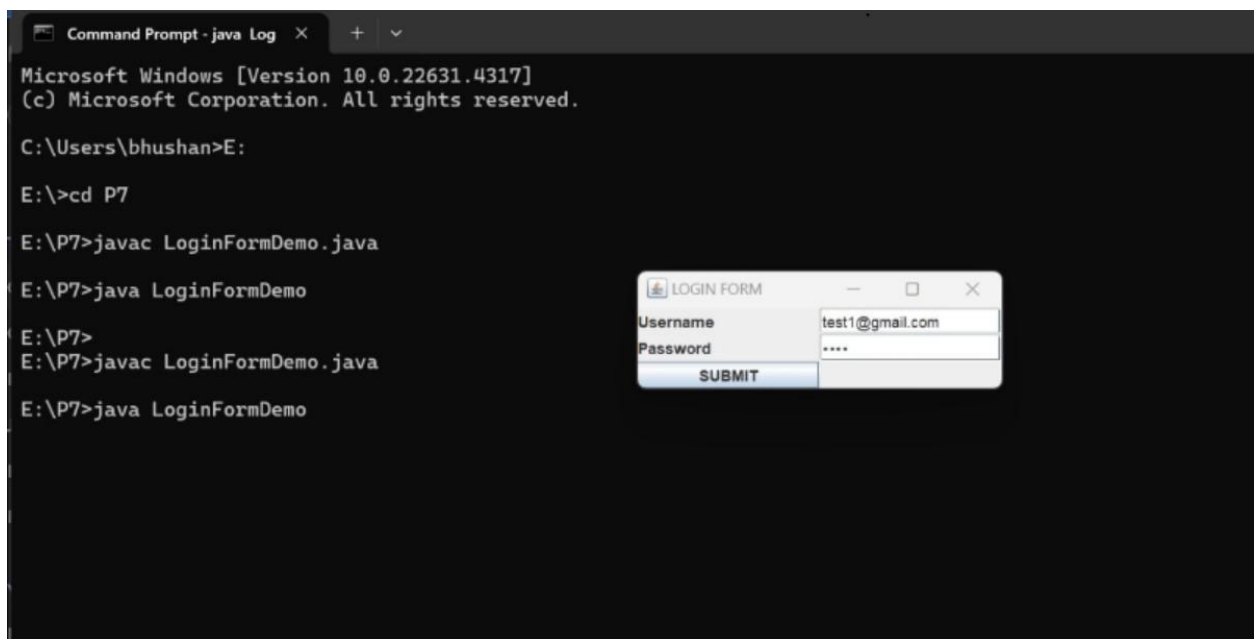 Command Prompt - java Log
Microsoft Windows [Version 10.0.22631.4317]
(c) Microsoft Corporation. All rights reserved.
C:\Users\bhushan>E:
E:\>cd P7
E:\P7>javac LoginFormDemo.java
E:\P7>java LoginFormDemo
E:\P7>
E:\P7>javac LoginFormDemo.java
E:\P7>java LoginFormDemo
LOGIN FORM
Username test1@gmail.com
Password ••••
SUBMIT